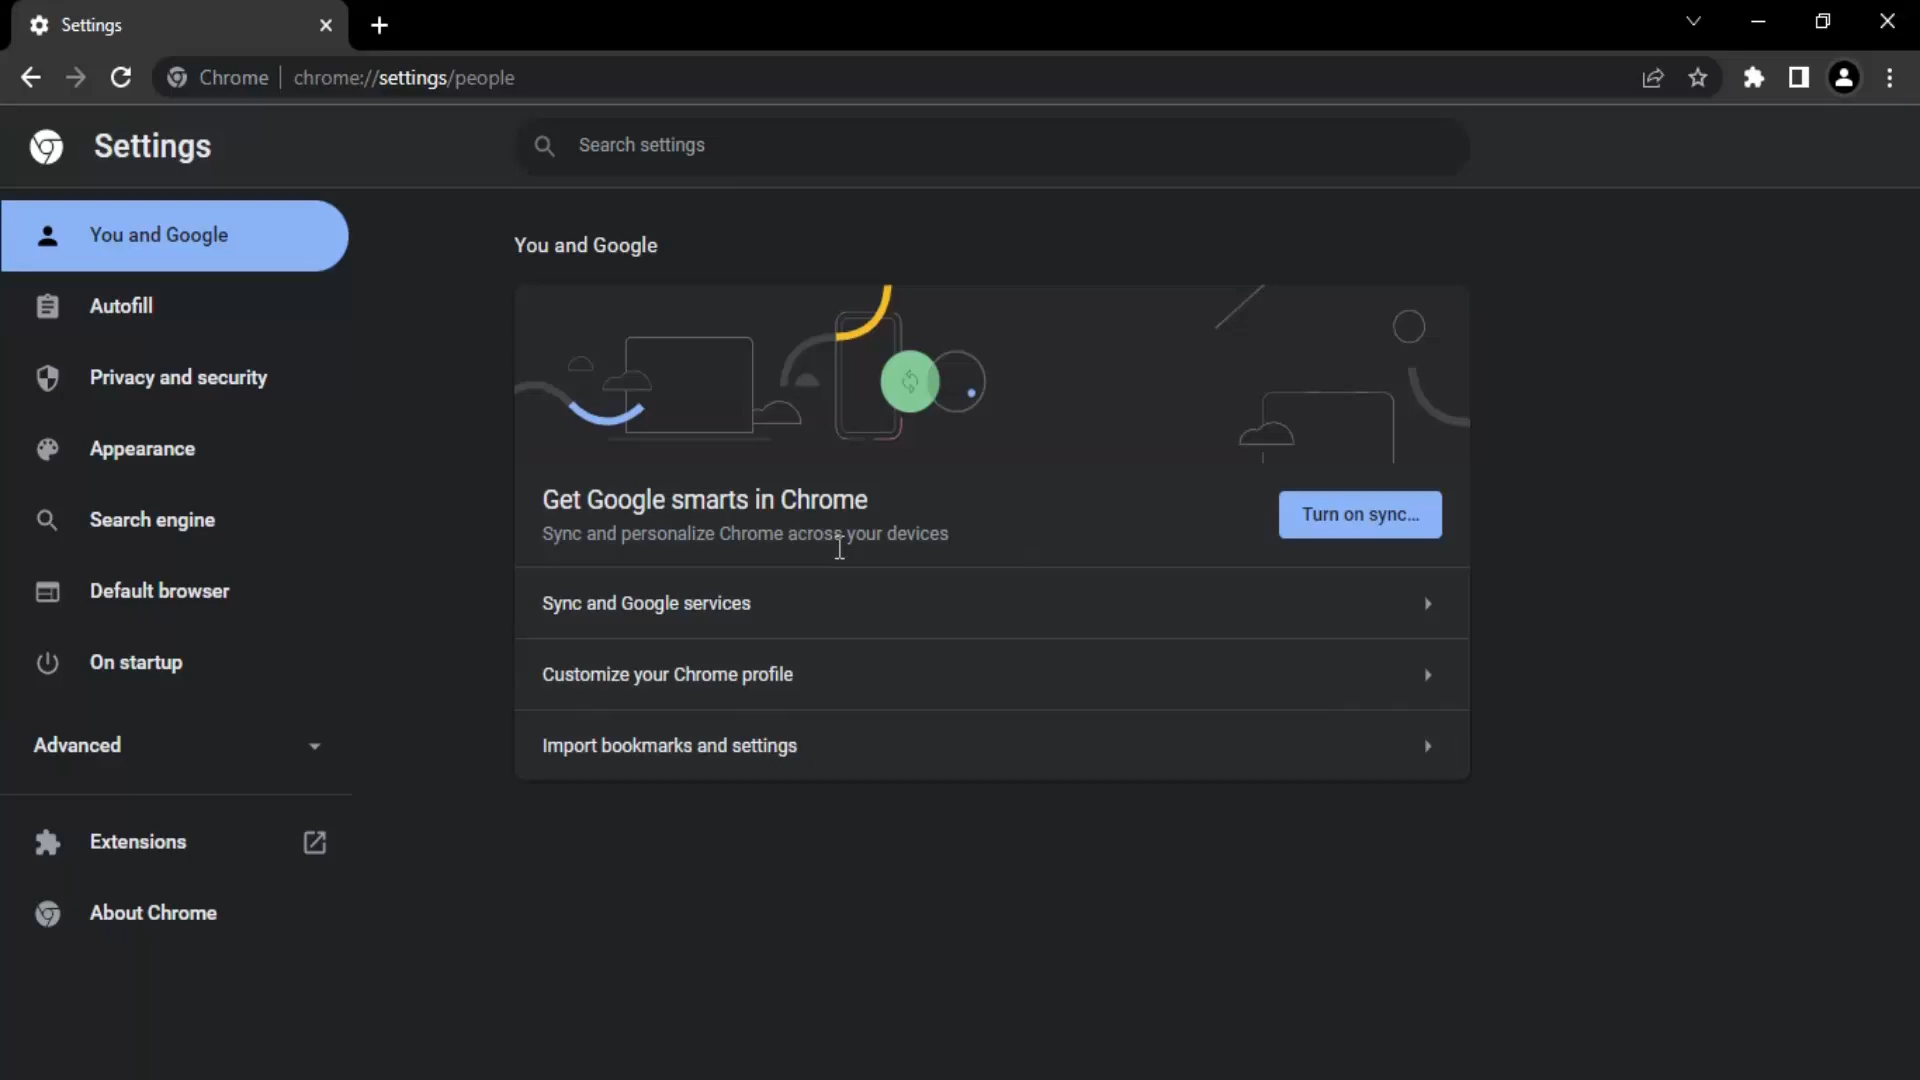 Settings
Chrome
chrome://settings/people
Settings
Search settings
You and Google
Autofill
Privacy and security
Appearance
Search engine
Default browser
On startup
Advanced
Extensions
About Chrome
You and Google
Get Google smarts in Chrome
Sync and personalize Chrome across your devices
Turn on sync...
Sync and Google services
Customize your Chrome profile
Import bookmarks and settings